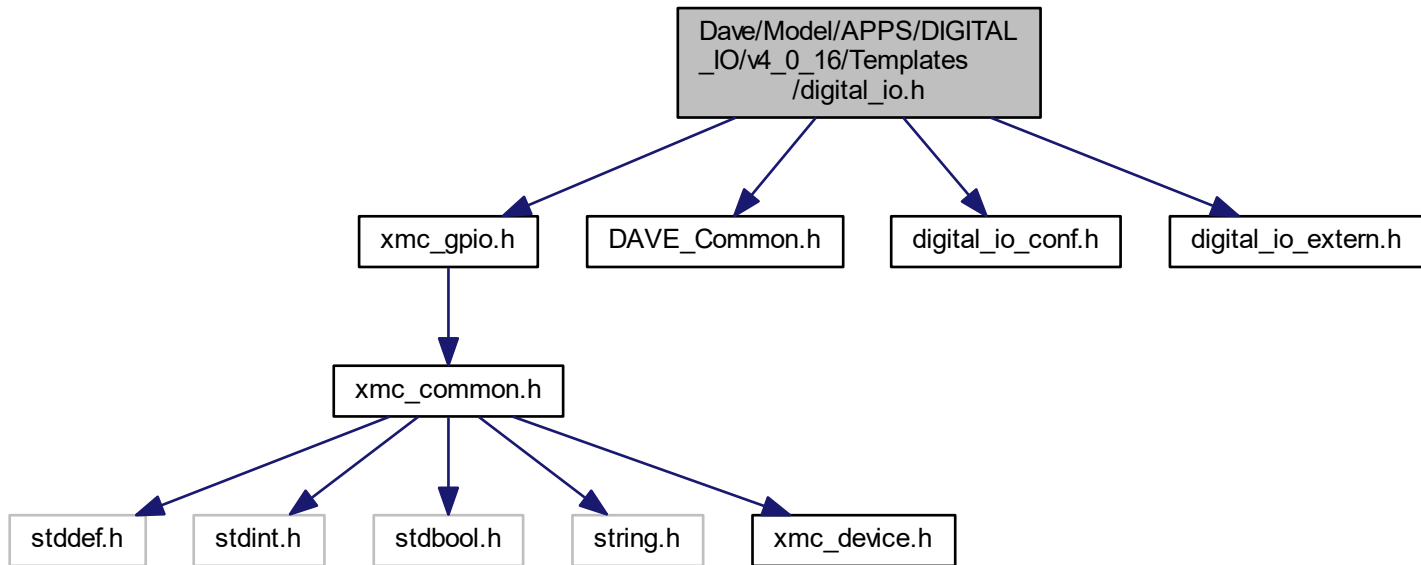 Dave/Model/APPS/DIGITAL
_IO/v4_0_16/Templates
/digital_io.h
xmc_gpio.h
DAVE_Common.h
digital_io_conf.h
digital_io_extern.h
xmc_common.h
stddef.h
stdint.h
stdbool.h
string.h
xmc_device.h